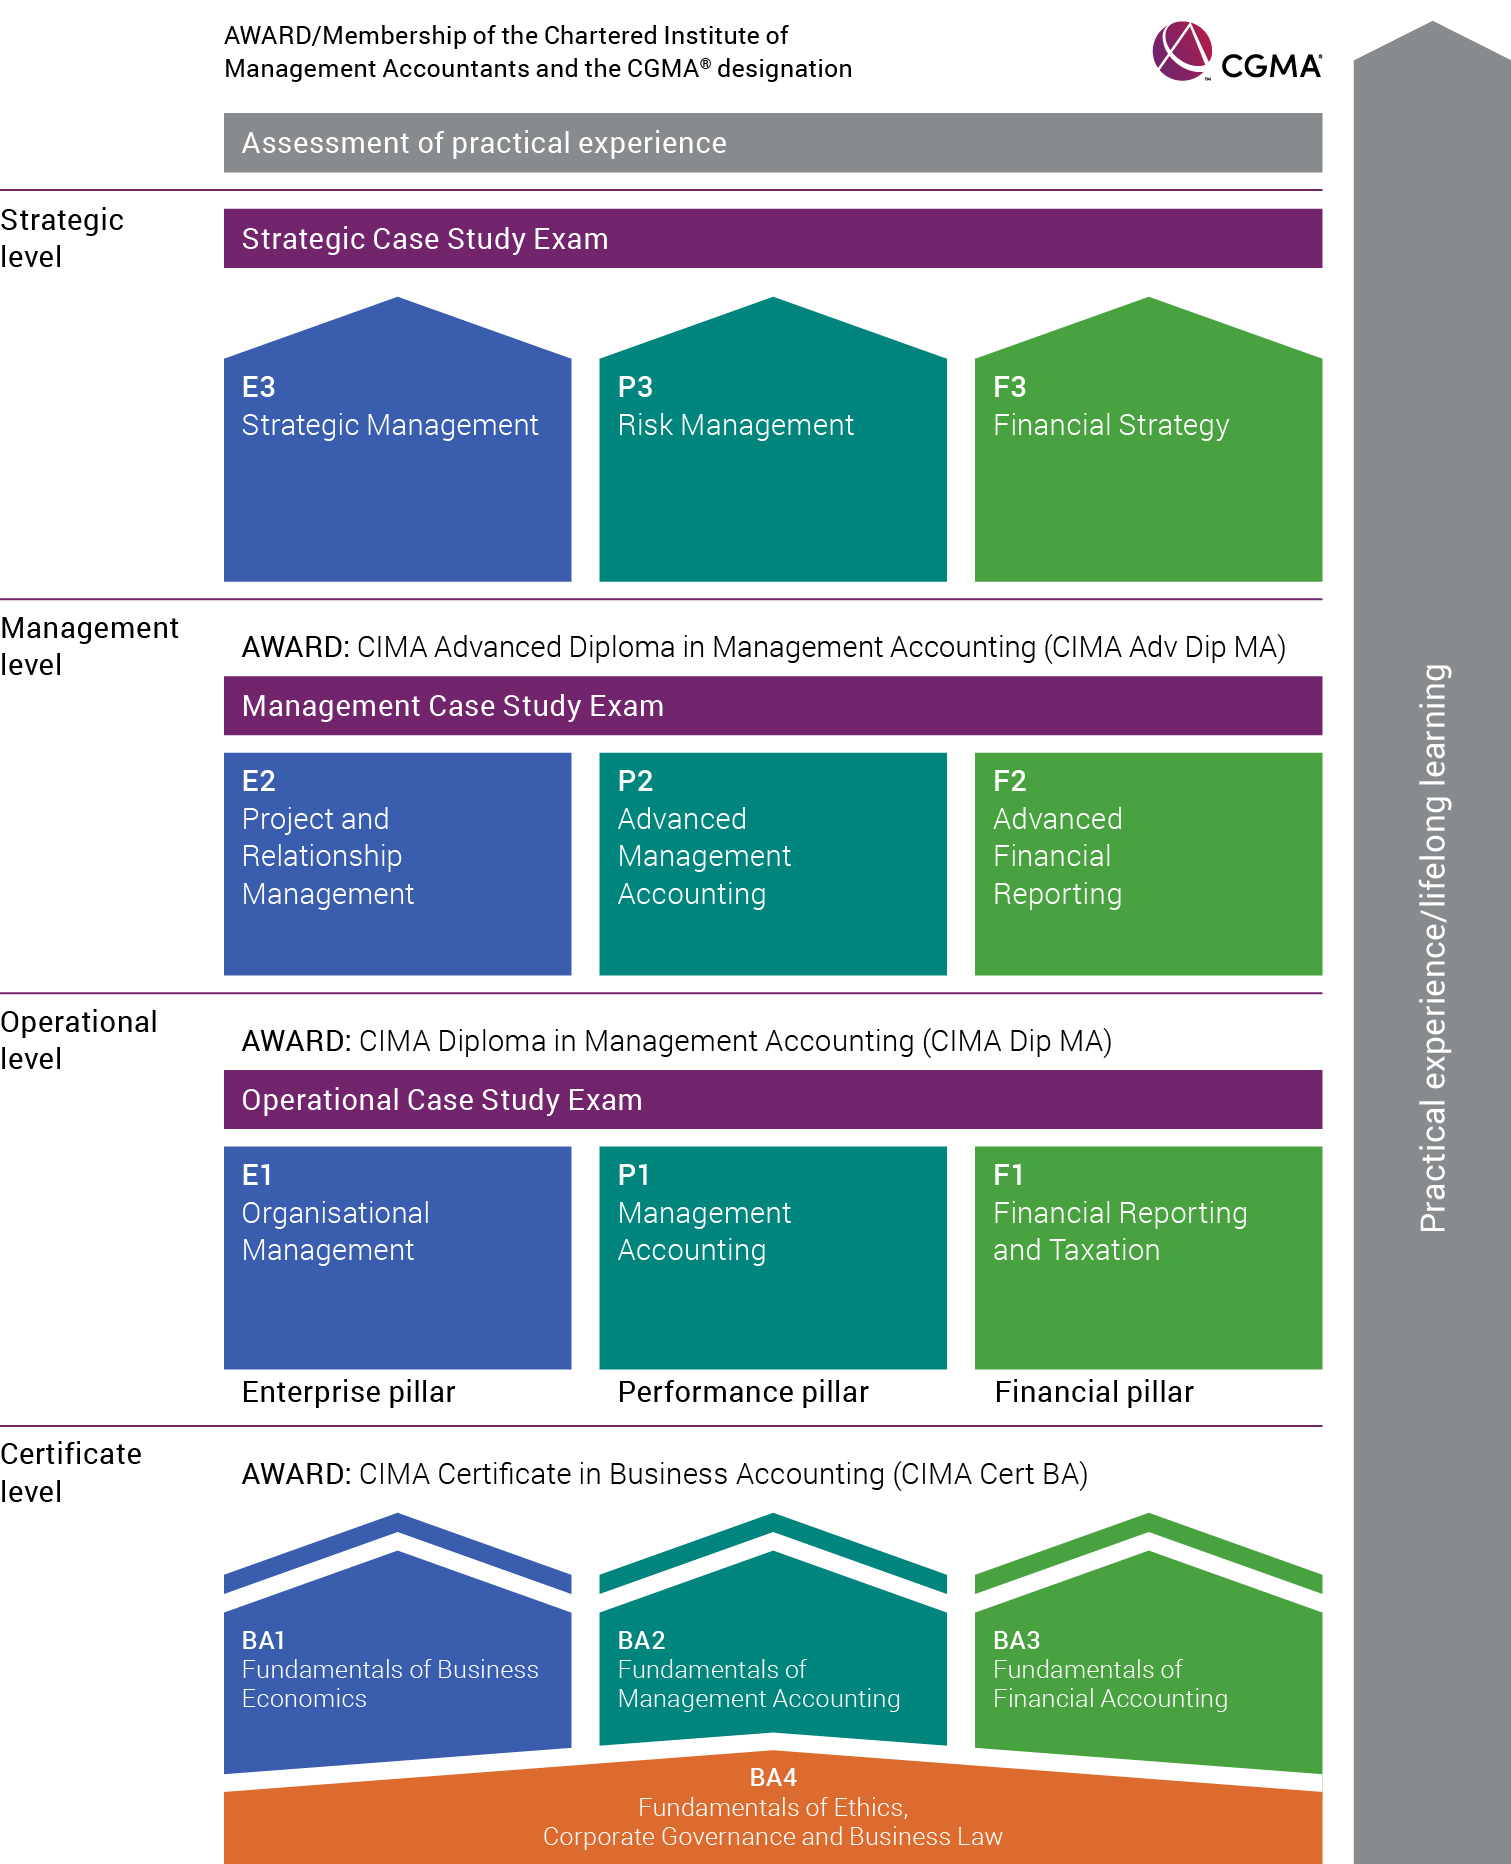 AWARD/Membership of the Chartered Institute of
Management Accountants and the CGMA® designation
CGMA®
™
Assessment of practical experience
Strategic
level
Strategic Case Study Exam
E3
Strategic Management
P3
Risk Management
F3
Financial Strategy
Management
level
AWARD: CIMA Advanced Diploma in Management Accounting (CIMA Adv Dip MA)
Management Case Study Exam
E2
Project and
Relationship
Management
P2
Advanced
Management
Accounting
F2
Advanced
Financial
Reporting
Operational
level
AWARD: CIMA Diploma in Management Accounting (CIMA Dip MA)
Operational Case Study Exam
E1
Organisational
Management
P1
Management
Accounting
F1
Financial Reporting
and Taxation
Enterprise pillar
Performance pillar
Financial pillar
Certificate
level
AWARD: CIMA Certificate in Business Accounting (CIMA Cert BA)
BA1
Fundamentals of Business
Economics
BA2
Fundamentals of
Management Accounting
BA3
Fundamentals of
Financial Accounting
BA4
Fundamentals of Ethics,
Corporate Governance and Business Law
Practical experience/lifelong learning